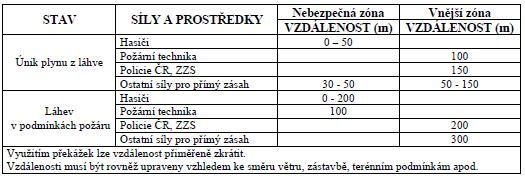 STAV SÍLY A PROSTŘEDKY Nebezpečná zóna Vnější zóna
VZDÁLENOST (m) VZDÁLENOST (m)
Únik plynu z láhve
Hasiči 0 – 50
Požární technika 100
Policie ČR, ZZS 150
Ostatní síly pro přímý zásah 30 - 50 50 - 150
Láhev
v podmínkách požáru
Hasiči 0 - 200
Požární technika 100
Policie ČR, ZZS 200
Ostatní síly pro přímý zásah 300
Využitím překážek lze vzdálenost přiměřeně zkrátit.
Vzdálenosti musí být rovněž upraveny vzhledem ke směru větru, zástavbě, terénním podmínkám apod.